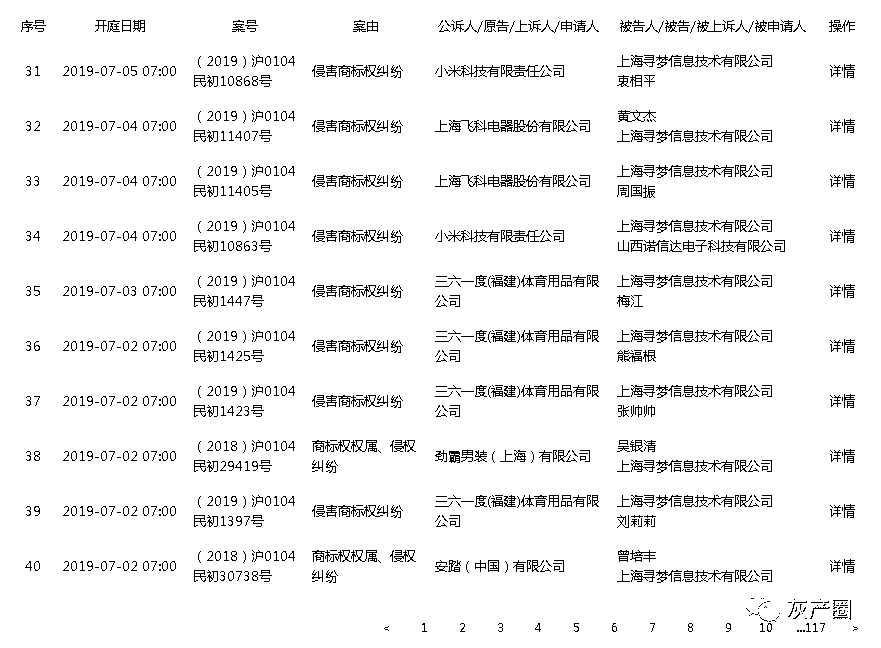 序号 开庭日期 案号 案由 公诉人/原告/上诉人/申请人 被告人/被告/被上诉人/被申请人 操作
31 2019-07-05 07:00 （2019）沪0104民初10868号 侵害商标权纠纷 小米科技有限责任公司 上海寻梦信息技术有限公司 衷相平 详情
32 2019-07-04 07:00 （2019）沪0104民初11407号 侵害商标权纠纷 上海飞科电器股份有限公司 黄文杰 上海寻梦信息技术有限公司 详情
33 2019-07-04 07:00 （2019）沪0104民初11405号 侵害商标权纠纷 上海飞科电器股份有限公司 上海寻梦信息技术有限公司 周国振 详情
34 2019-07-04 07:00 （2019）沪0104民初10863号 侵害商标权纠纷 小米科技有限责任公司 上海寻梦信息技术有限公司 山西诺信达电子科技有限公司 详情
35 2019-07-03 07:00 （2019）沪0104民初1447号 侵害商标权纠纷 三六一度(福建)体育用品有限公司 上海寻梦信息技术有限公司 梅江 详情
36 2019-07-02 07:00 （2019）沪0104民初1425号 侵害商标权纠纷 三六一度(福建)体育用品有限公司 上海寻梦信息技术有限公司 熊福根 详情
37 2019-07-02 07:00 （2019）沪0104民初1423号 侵害商标权纠纷 三六一度(福建)体育用品有限公司 上海寻梦信息技术有限公司 张帅帅 详情
38 2019-07-02 07:00 （2018）沪0104民初29419号 商标权权属、侵权纠纷 劲霸男装（上海）有限公司 吴银清 上海寻梦信息技术有限公司 详情
39 2019-07-02 07:00 （2019）沪0104民初1397号 侵害商标权纠纷 三六一度(福建)体育用品有限公司 上海寻梦信息技术有限公司 刘莉莉 详情
40 2019-07-02 07:00 （2018）沪0104民初30738号 商标权权属、侵权纠纷 安踏（中国）有限公司 曾培丰 上海寻梦信息技术有限公司 详情
灰产圈
< 1 2 3 4 5 6 7 8 9 10 ...117 >